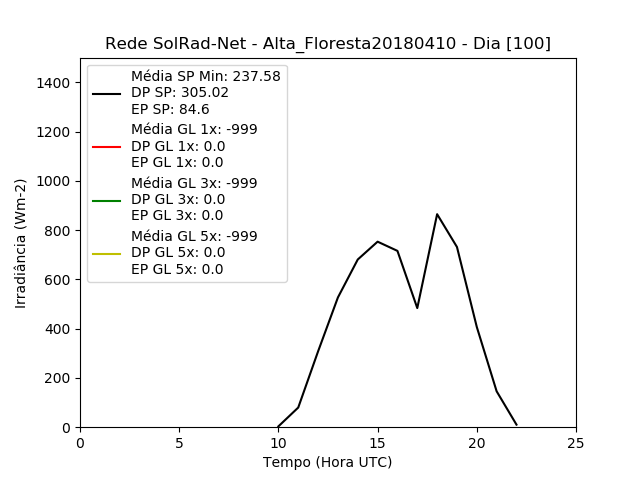 Rede SolRad-Net - Alta_Floresta20180410 - Dia [100]
Média SP Min: 237.58
DP SP: 305.02
EP SP: 84.6
Média GL 1x: -999
DP GL 1x: 0.0
EP GL 1x: 0.0
Média GL 3x: -999
DP GL 3x: 0.0
EP GL 3x: 0.0
Média GL 5x: -999
DP GL 5x: 0.0
EP GL 5x: 0.0
Irradiância (Wm-2)
1400
1200
1000
800
600
400
200
0
0 5 10 15 20 25
Tempo (Hora UTC)